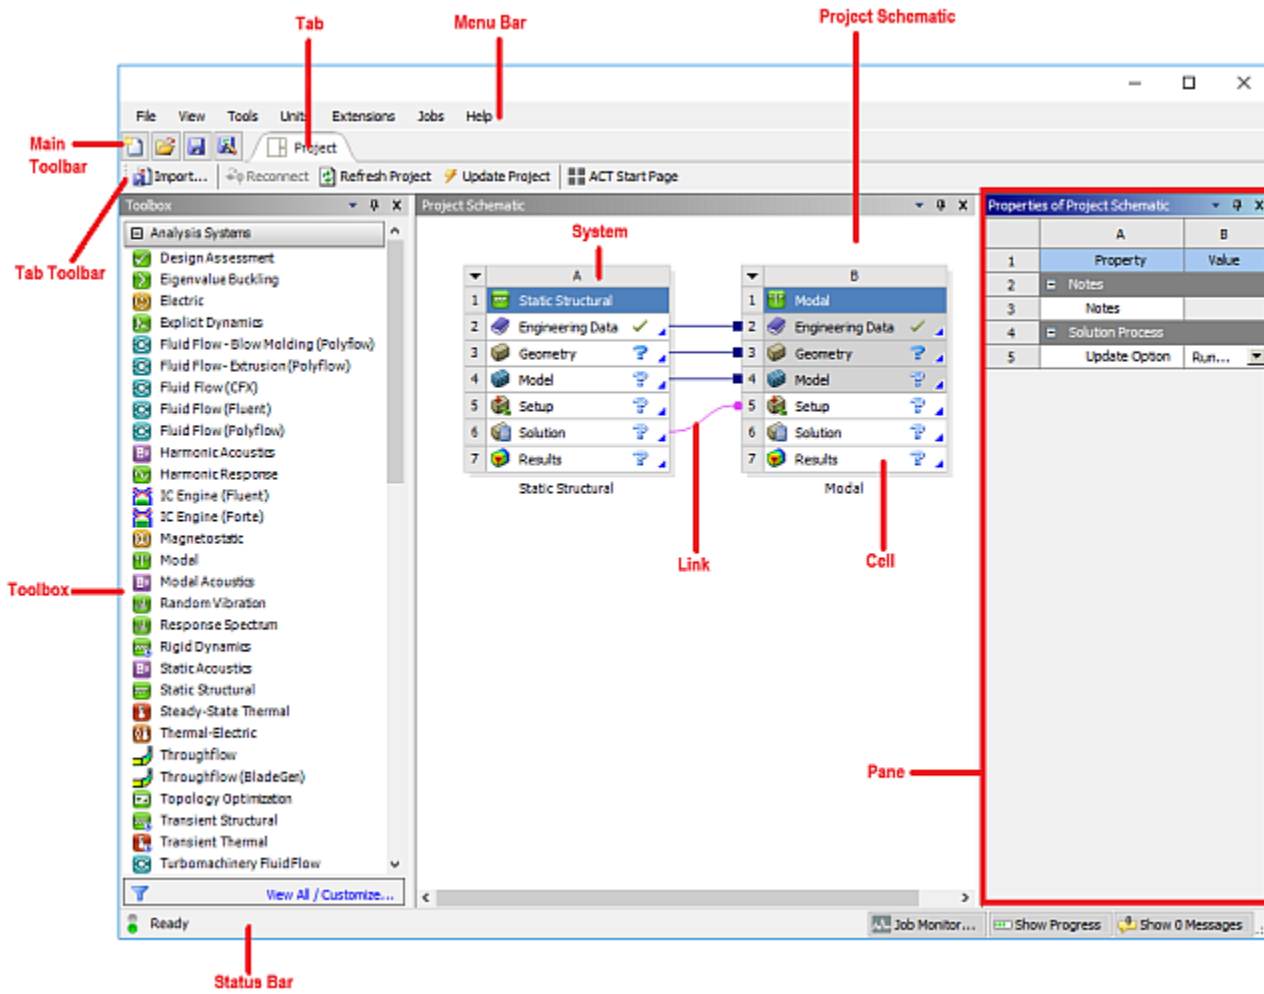 Tab
Menu Bar
Project Schematic
File View Tools Units Extensions Jobs Help
Main
Toolbar
Project
Import... Reconnect Refresh Project Update Project ACT Start Page
Tab Toolbar
Toolbox
Analysis Systems
Design Assessment
Eigenvalue Buckling
Electric
Explicit Dynamics
Fluid Flow - Blow Molding (Polyflow)
Fluid Flow- Extrusion (Polyflow)
Fluid Flow (CFX)
Fluid Flow (Fluent)
Fluid Flow (Polyflow)
Harmonic Acoustics
Harmonic Response
IC Engine (Fluent)
IC Engine (Forte)
Magnetostatic
Modal
Modal Acoustics
Random Vibration
Response Spectrum
Rigid Dynamics
Static Acoustics
Static Structural
Steady-State Thermal
Thermal-Electric
Throughflow
Throughflow (BladeGen)
Topology Optimization
Transient Structural
Transient Thermal
Turbomachinery Fluid Flow
View All / Customize...
Toolbox
Project Schematic
System
A
1 Static Structural
2 Engineering Data
3 Geometry
4 Model
5 Setup
6 Solution
7 Results
Static Structural
B
1 Modal
2 Engineering Data
3 Geometry
4 Model
5 Setup
6 Solution
7 Results
Modal
Link
Cell
Properties of Project Schematic
A B
1 Property Value
2 Notes
3 Notes
4 Solution Process
5 Update Option Run...
Pane
Ready
Job Monitor... Show Progress Show 0 Messages
Status Bar